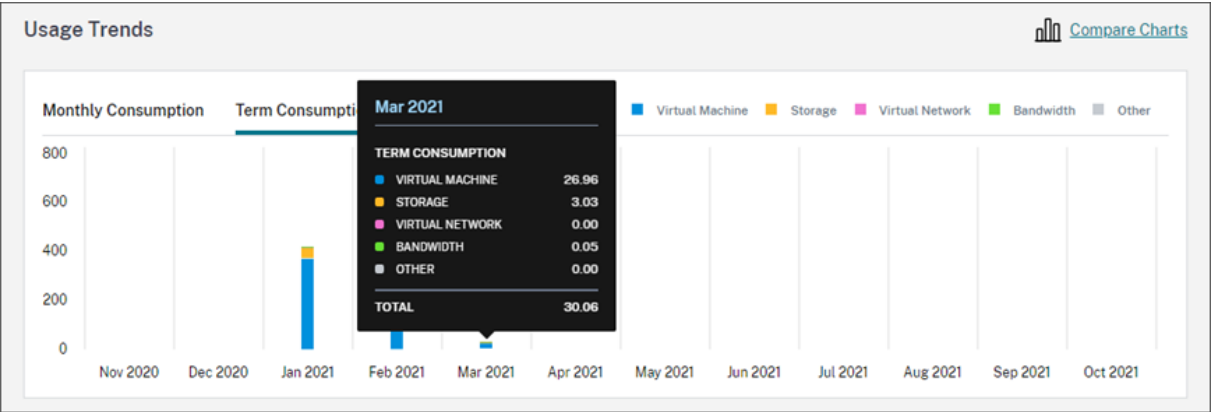 Usage Trends
Compare Charts
Monthly Consumption
Term Consumpti
Virtual Machine
Storage
Virtual Network
Bandwidth
Other
Mar 2021
TERM CONSUMPTION
VIRTUAL MACHINE 26.96
STORAGE 3.03
VIRTUAL NETWORK 0.00
BANDWIDTH 0.05
OTHER 0.00
TOTAL 30.06
800
600
400
200
0
Nov 2020 Dec 2020 Jan 2021 Feb 2021 Mar 2021 Apr 2021 May 2021 Jun 2021 Jul 2021 Aug 2021 Sep 2021 Oct 2021